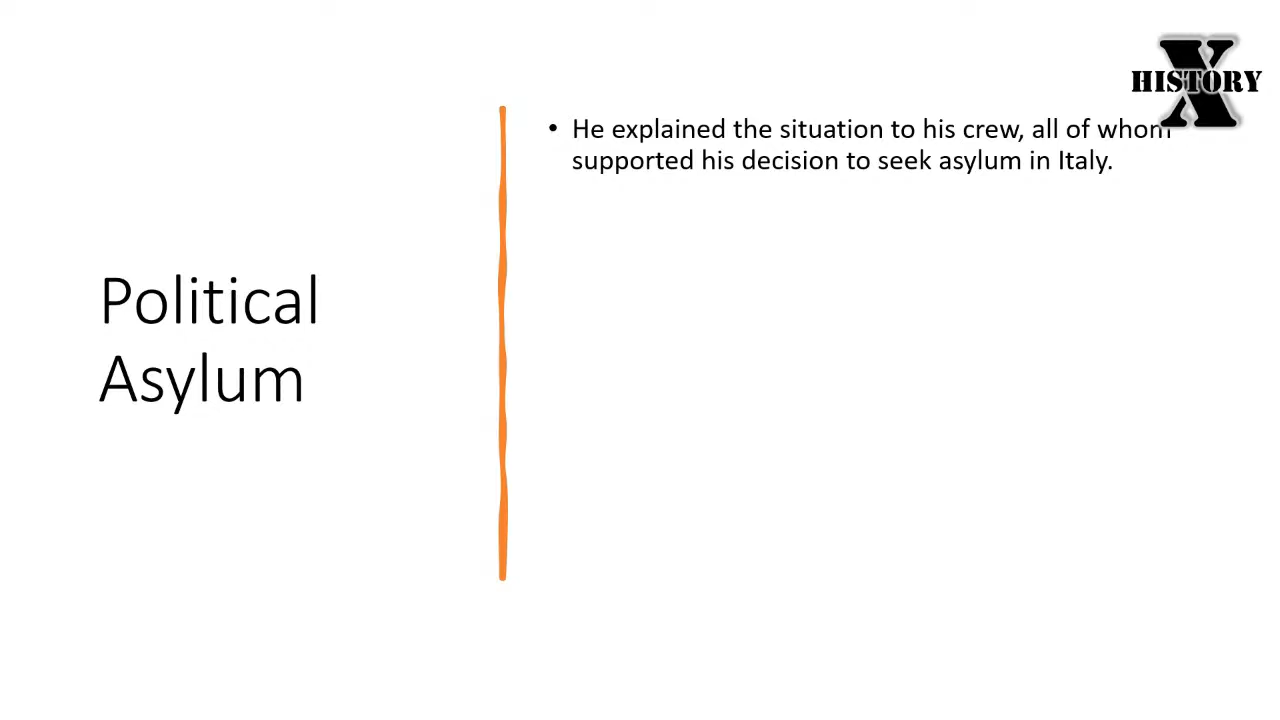 X
HISTORY
• He explained the situation to his crew, all of whom
supported his decision to seek asylum in Italy.
Political
Asylum